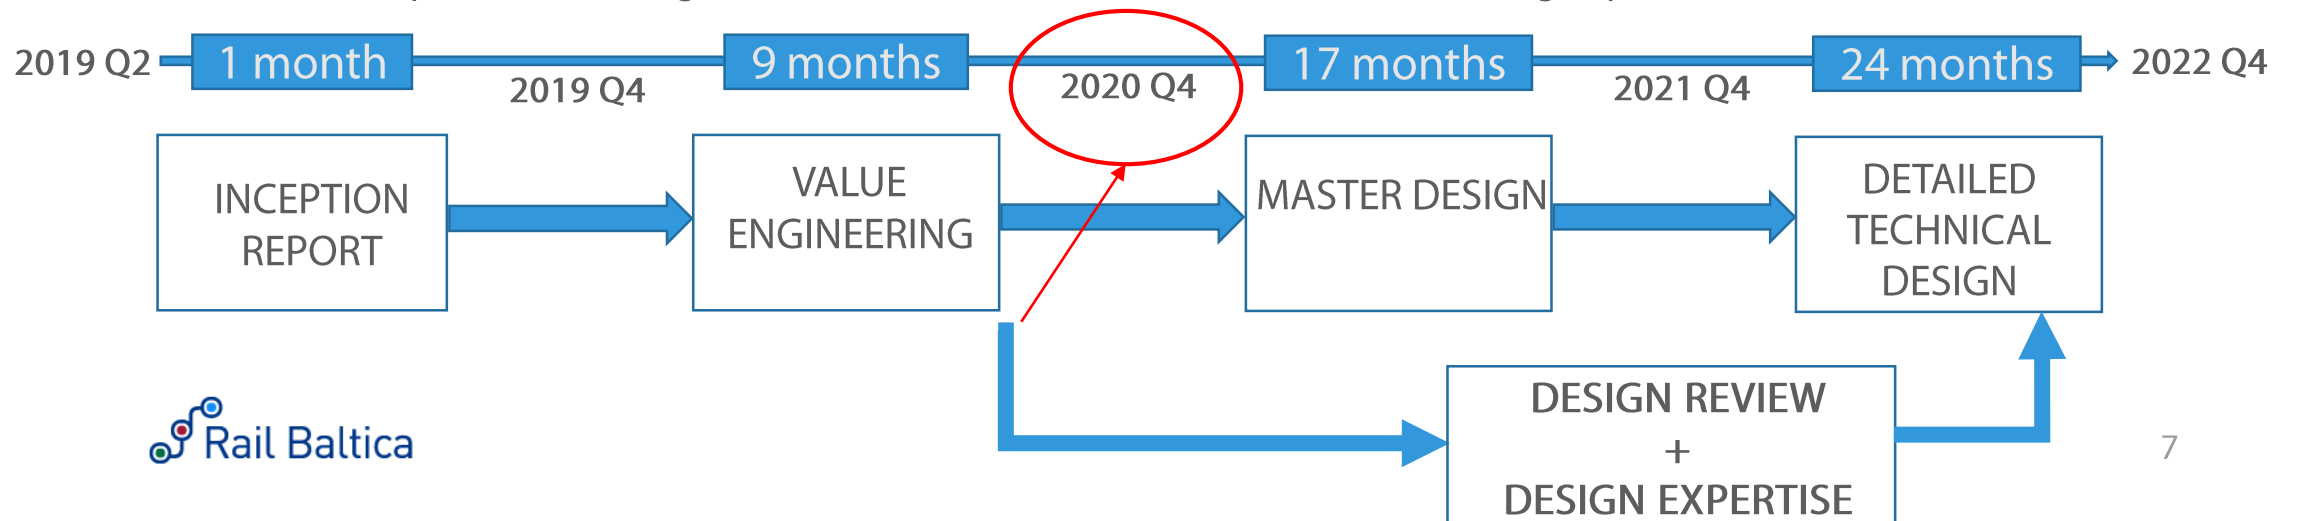 2019 Q2
1 month
2019 Q4
9 months
2020 Q4
17 months
2021 Q4
24 months
2022 Q4
INCEPTION
REPORT
VALUE
ENGINEERING
MASTER DESIGN
DETAILED
TECHNICAL
DESIGN
DESIGN REVIEW
+
DESIGN EXPERTISE
Rail Baltica
7